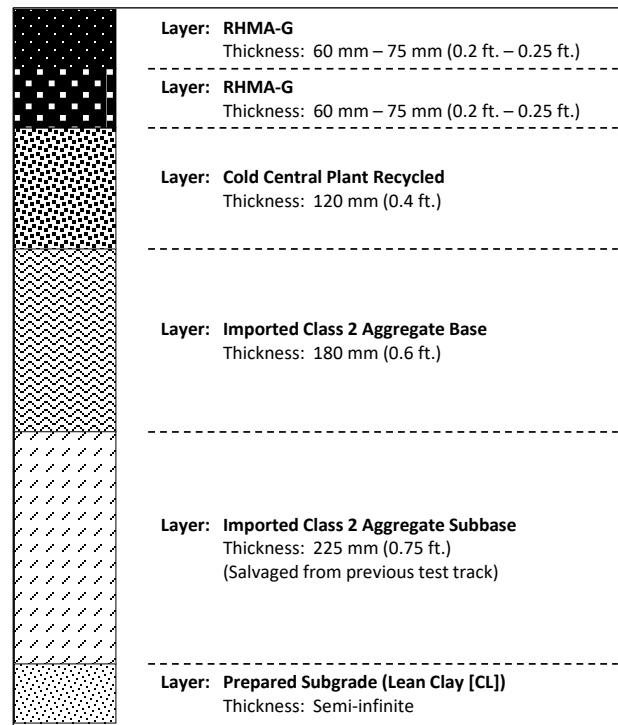 Layer: RHMA-G
Thickness: 60 mm – 75 mm (0.2 ft. – 0.25 ft.)
Layer: RHMA-G
Thickness: 60 mm – 75 mm (0.2 ft. – 0.25 ft.)
Layer: Cold Central Plant Recycled
Thickness: 120 mm (0.4 ft.)
Layer: Imported Class 2 Aggregate Base
Thickness: 180 mm (0.6 ft.)
Layer: Imported Class 2 Aggregate Subbase
Thickness: 225 mm (0.75 ft.)
(Salvaged from previous test track)
Layer: Prepared Subgrade (Lean Clay [CL])
Thickness: Semi-infinite